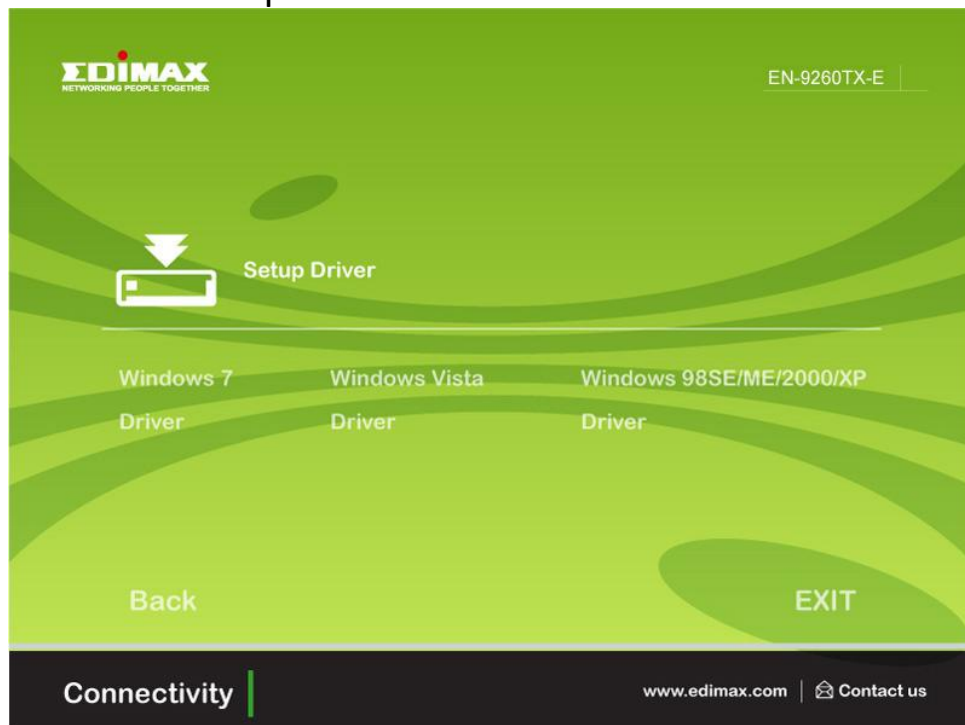 EDIMAX
NETWORKING PEOPLE TOGETHER
EN-9260TX-E
Setup Driver
Windows 7 Driver
Windows Vista Driver
Windows 98SE/ME/2000/XP Driver
Back
EXIT
Connectivity
www.edimax.com
Contact us